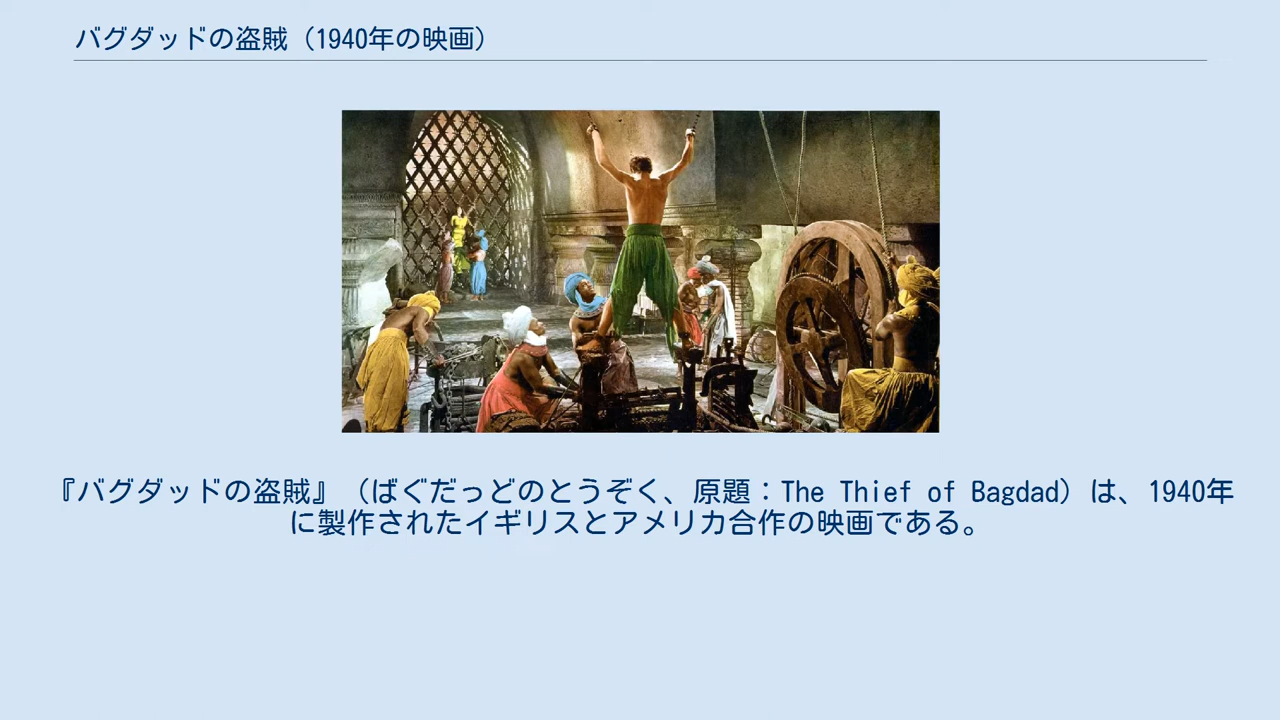 バグダッドの盗賊（1940年の映画）
『バグダッドの盗賊』（ばぐだっどのとうぞく、原題：The Thief of Bagdad）は、1940年
に製作されたイギリスとアメリカ合作の映画である。